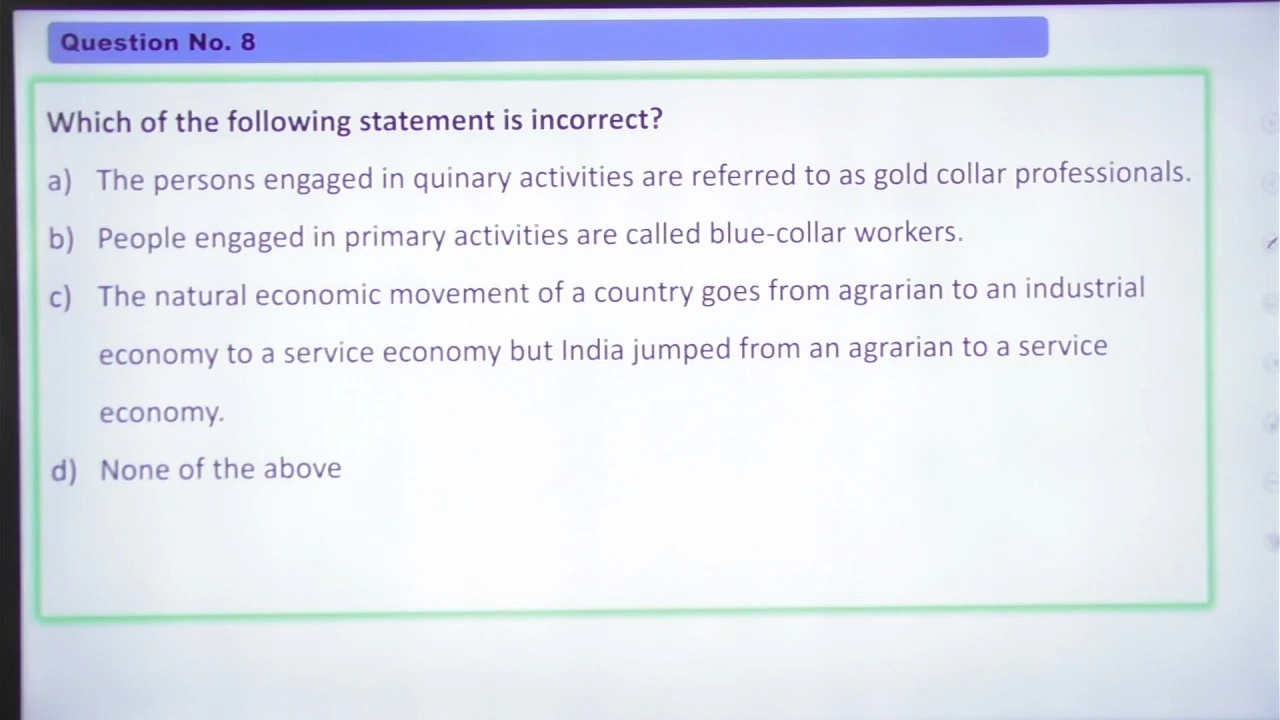 Question No. 8
Which of the following statement is incorrect?
a) The persons engaged in quinary activities are referred to as gold collar professionals.
b) People engaged in primary activities are called blue-collar workers.
c) The natural economic movement of a country goes from agrarian to an industrial
economy to a service economy but India jumped from an agrarian to a service
economy.
d) None of the above